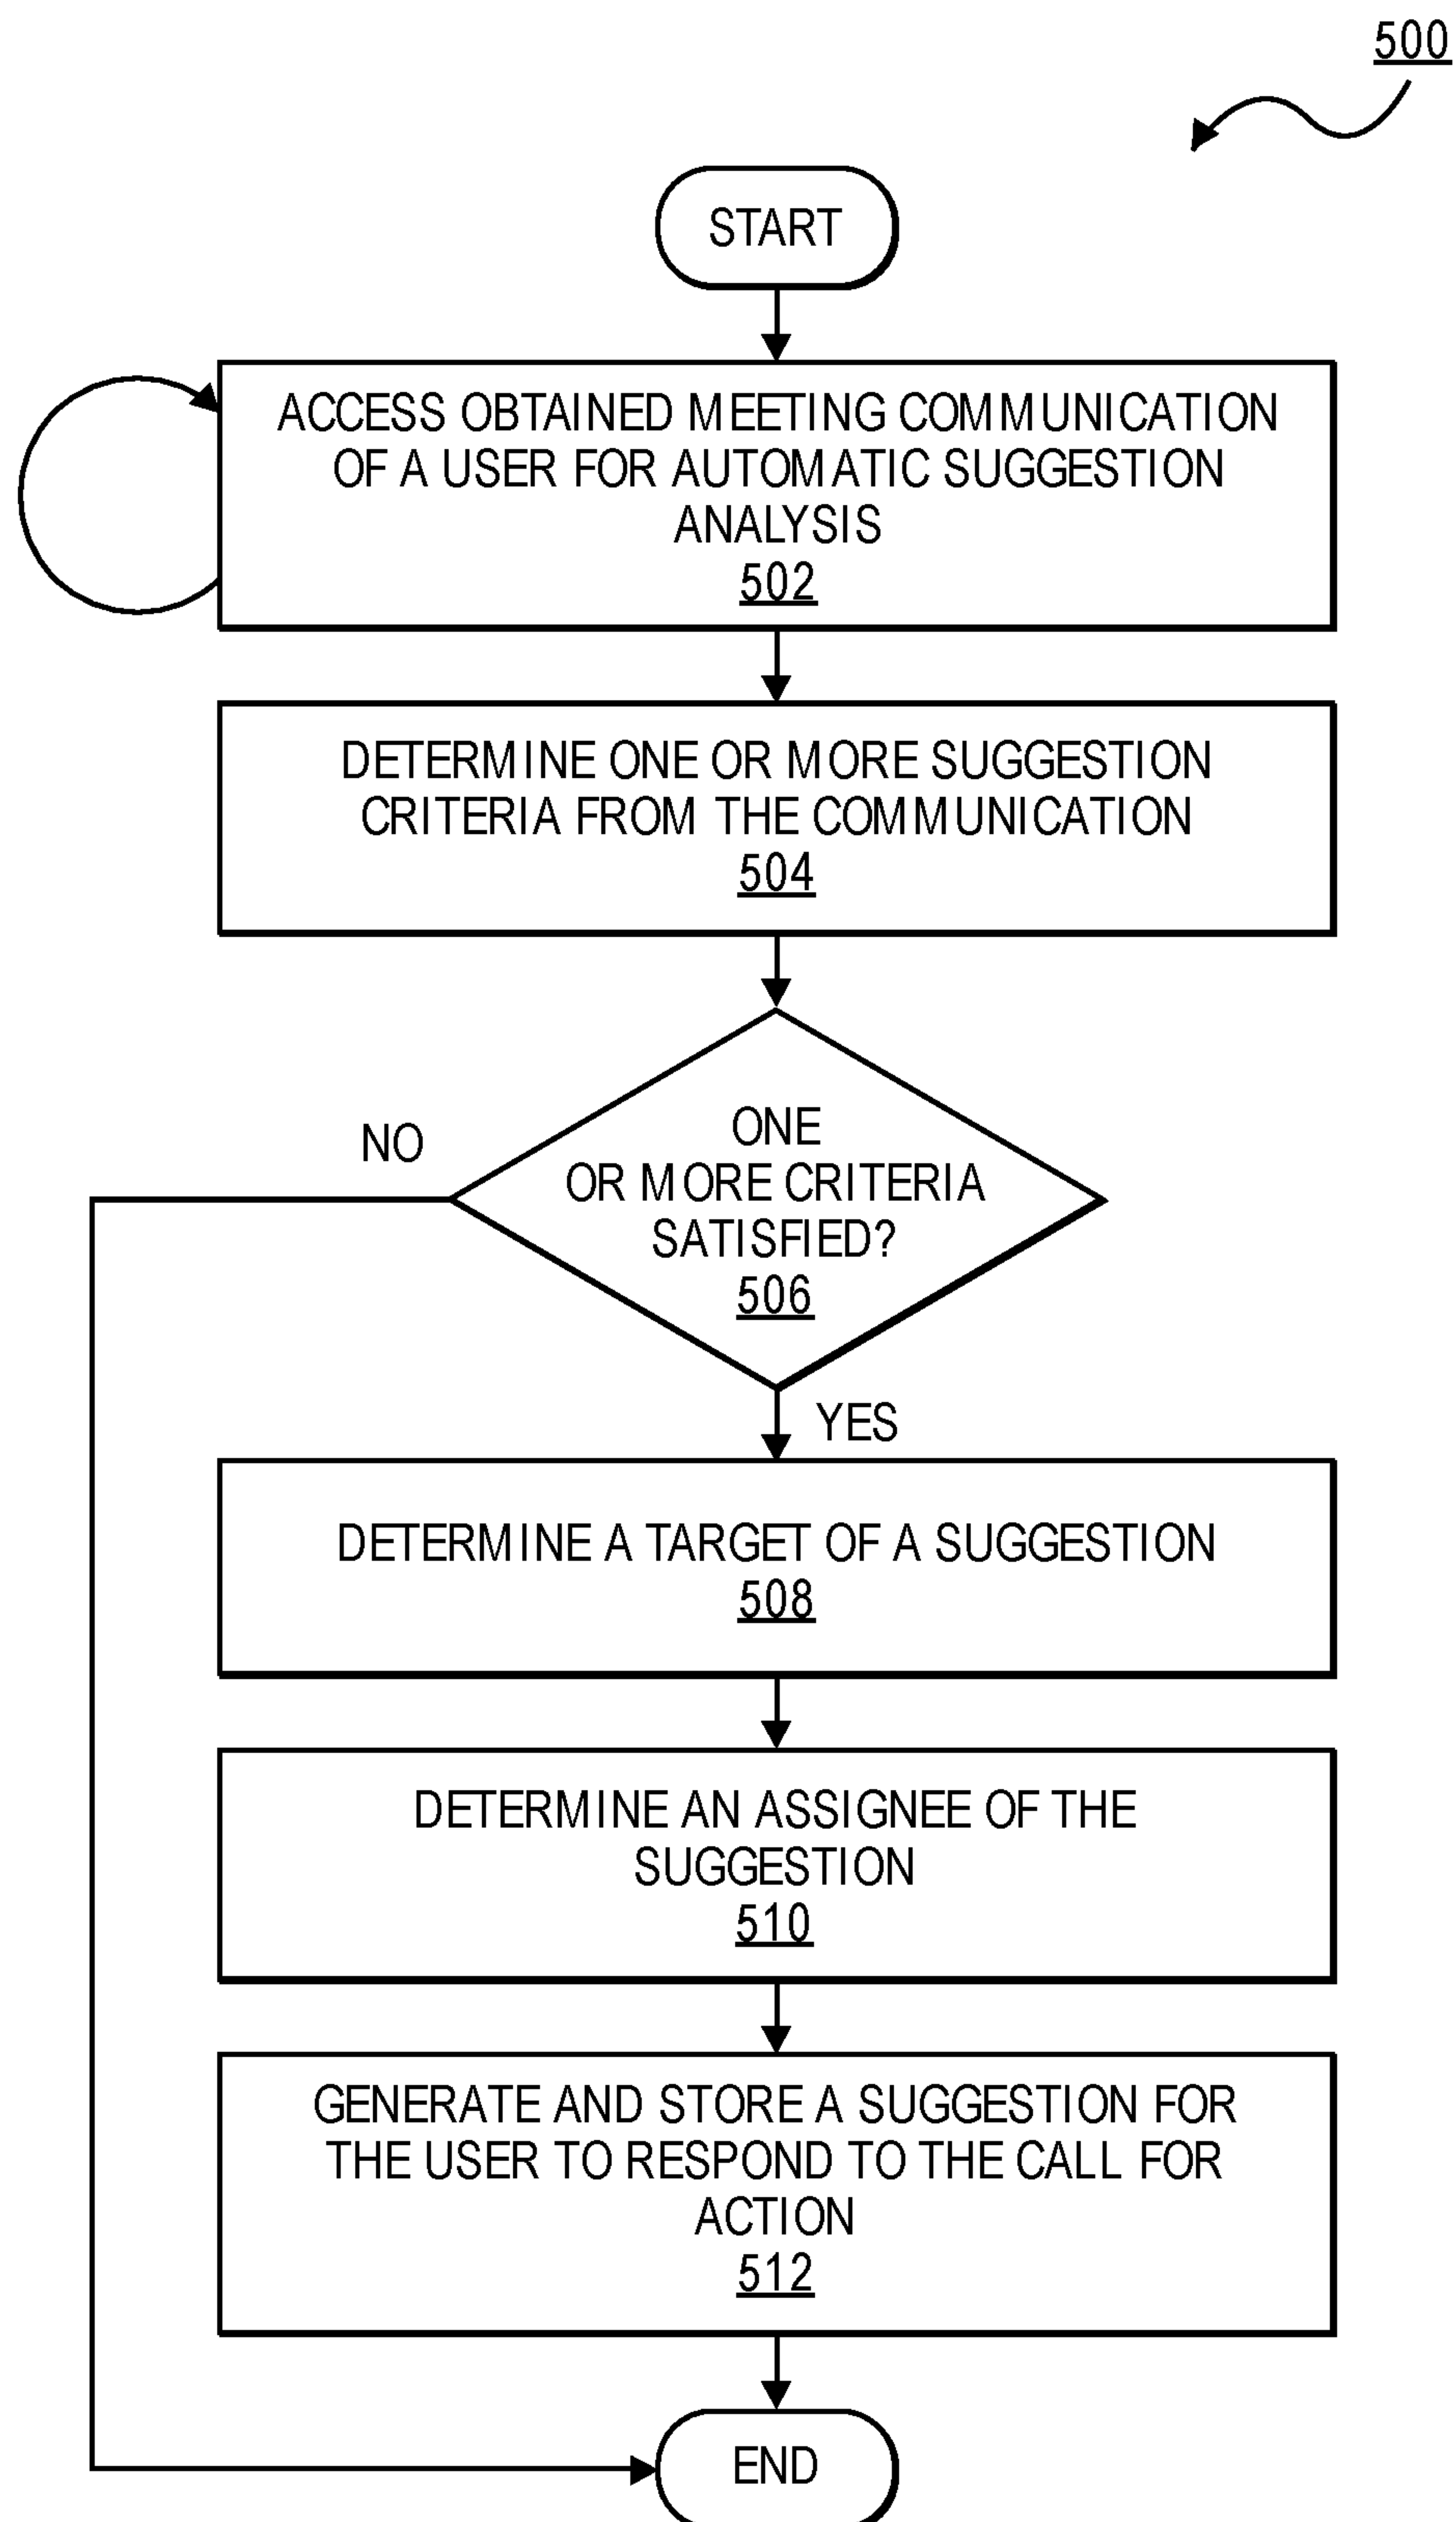 500
START
ACCESS OBTAINED MEETING COMMUNICATION
OF A USER FOR AUTOMATIC SUGGESTION
ANALYSIS
502
DETERMINE ONE OR MORE SUGGESTION
CRITERIA FROM THE COMMUNICATION
504
NO
ONE
OR MORE CRITERIA
SATISFIED?
506
YES
DETERMINE A TARGET OF A SUGGESTION
508
DETERMINE AN ASSIGNEE OF THE
SUGGESTION
510
GENERATE AND STORE A SUGGESTION FOR
THE USER TO RESPOND TO THE CALL FOR
ACTION
512
END